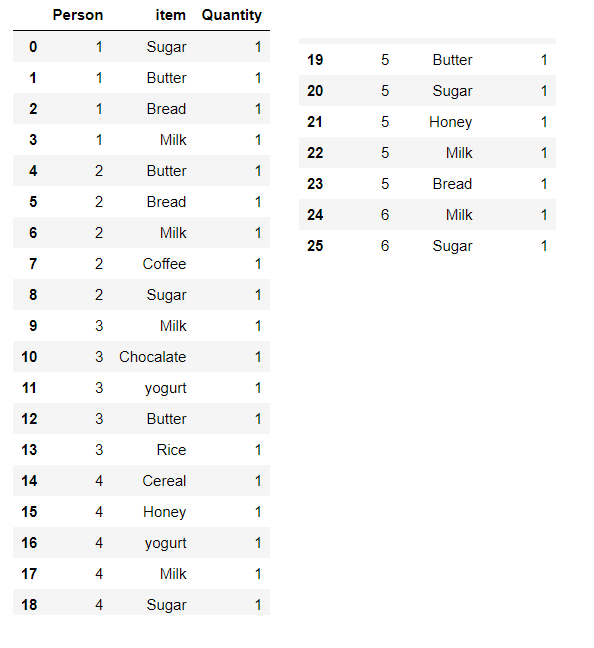 Person item Quantity
0 1 Sugar 1
1 1 Butter 1
2 1 Bread 1
3 1 Milk 1
4 2 Butter 1
5 2 Bread 1
6 2 Milk 1
7 2 Coffee 1
8 2 Sugar 1
9 3 Milk 1
10 3 Chocalate 1
11 3 yogurt 1
12 3 Butter 1
13 3 Rice 1
14 4 Cereal 1
15 4 Honey 1
16 4 yogurt 1
17 4 Milk 1
18 4 Sugar 1
19 5 Butter 1
20 5 Sugar 1
21 5 Honey 1
22 5 Milk 1
23 5 Bread 1
24 6 Milk 1
25 6 Sugar 1